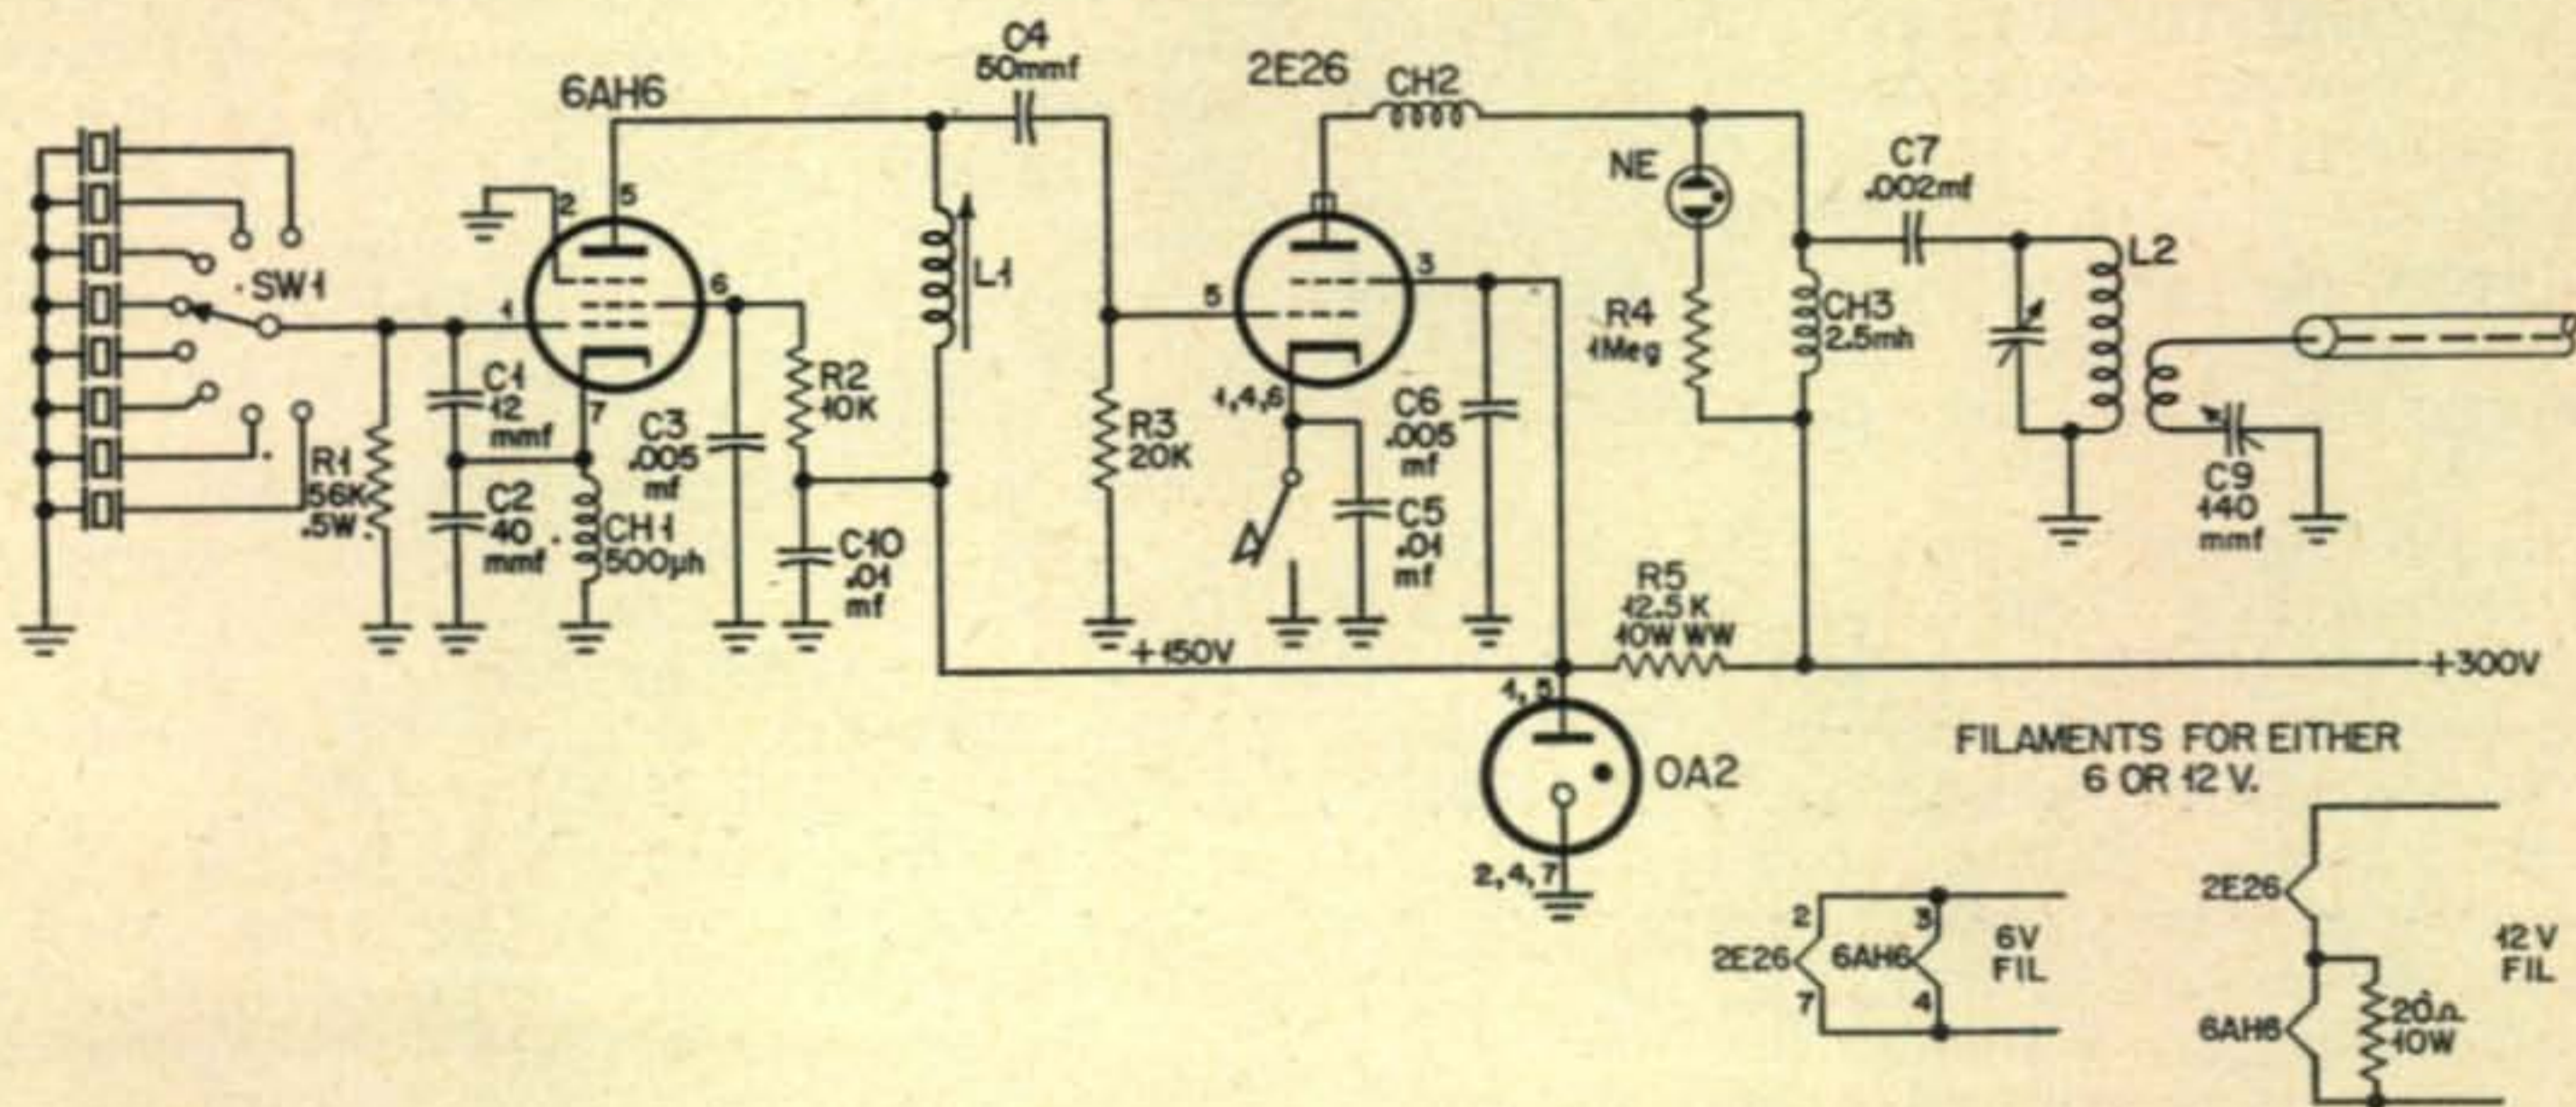 6AH6
C4
50mmf
2E26
CH2
NE
C7
.002mf
L2
2
5
SW1
1
6
L1
5
3
R4
1Meg
CH3
2.5mh
C1
12
mmf
7
R2
10K
C3
.005
mf
R3
20K
1,4,6
C6
.005
mf
R1
56K
.5W.
C2
40
mmf
CH1
500µh
C10
.01
mf
C5
.01
mf
C9
140
mmf
R5
12.5K
10W WW
+150V
+300V
1,5
OA2
2,4,7
FILAMENTS FOR EITHER
6 OR 12 V.
2
3
2E26
6AH6
6V
FIL
7
4
2E26
12V
FIL
6AH6
20Ω
10W